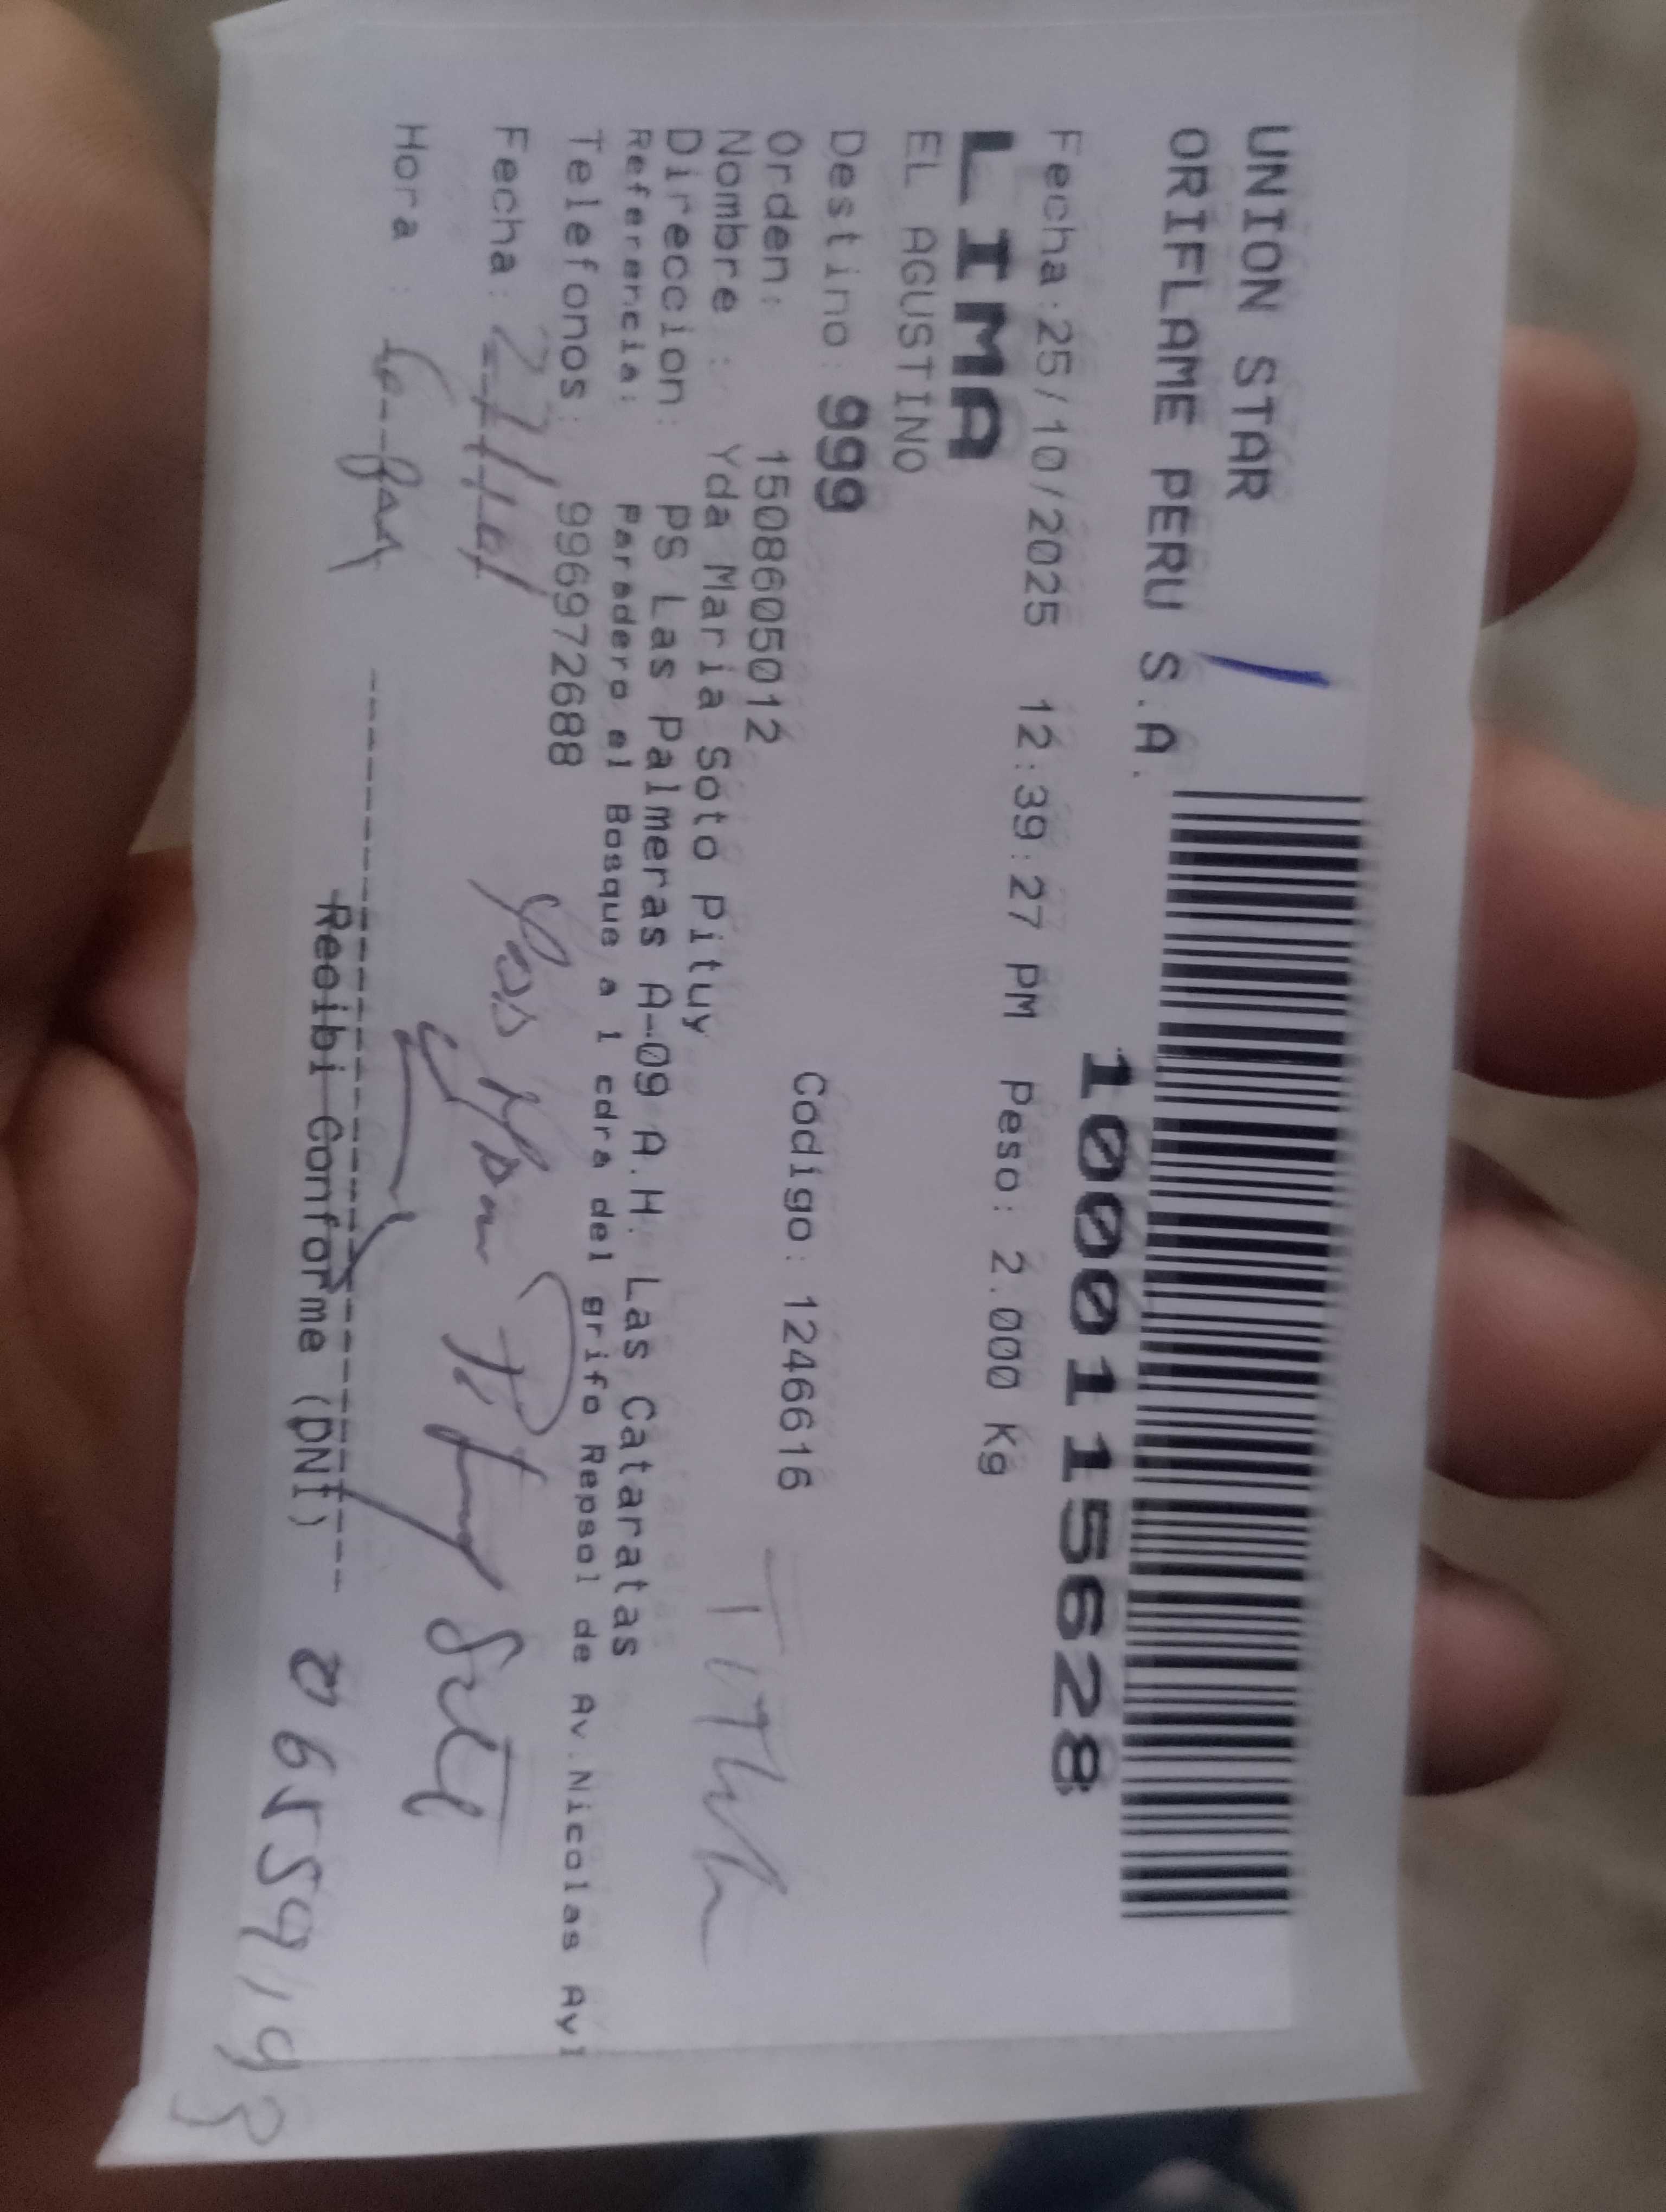 UNION STAR
ORIFLAME PERU S.A.
10001115628
Fecha:25/10/2025 12:39:27 PM Peso: 2.000 Kg
LIMA
EL AGUSTINO
Destino: 999 Codigo: 1246616
Orden: 1508605012
Nombre : Yda Maria Soto Pituy
Direccion: PS Las Palmeras A-09 A.H. Las Cataratas
Referencia: Paradero el Bosque a 1 cdra del grifo Repsol de Av.Nicolas Ayl
Telefonos: 996972688
Fecha:
Hora :
Recibi Conforme (DNI)